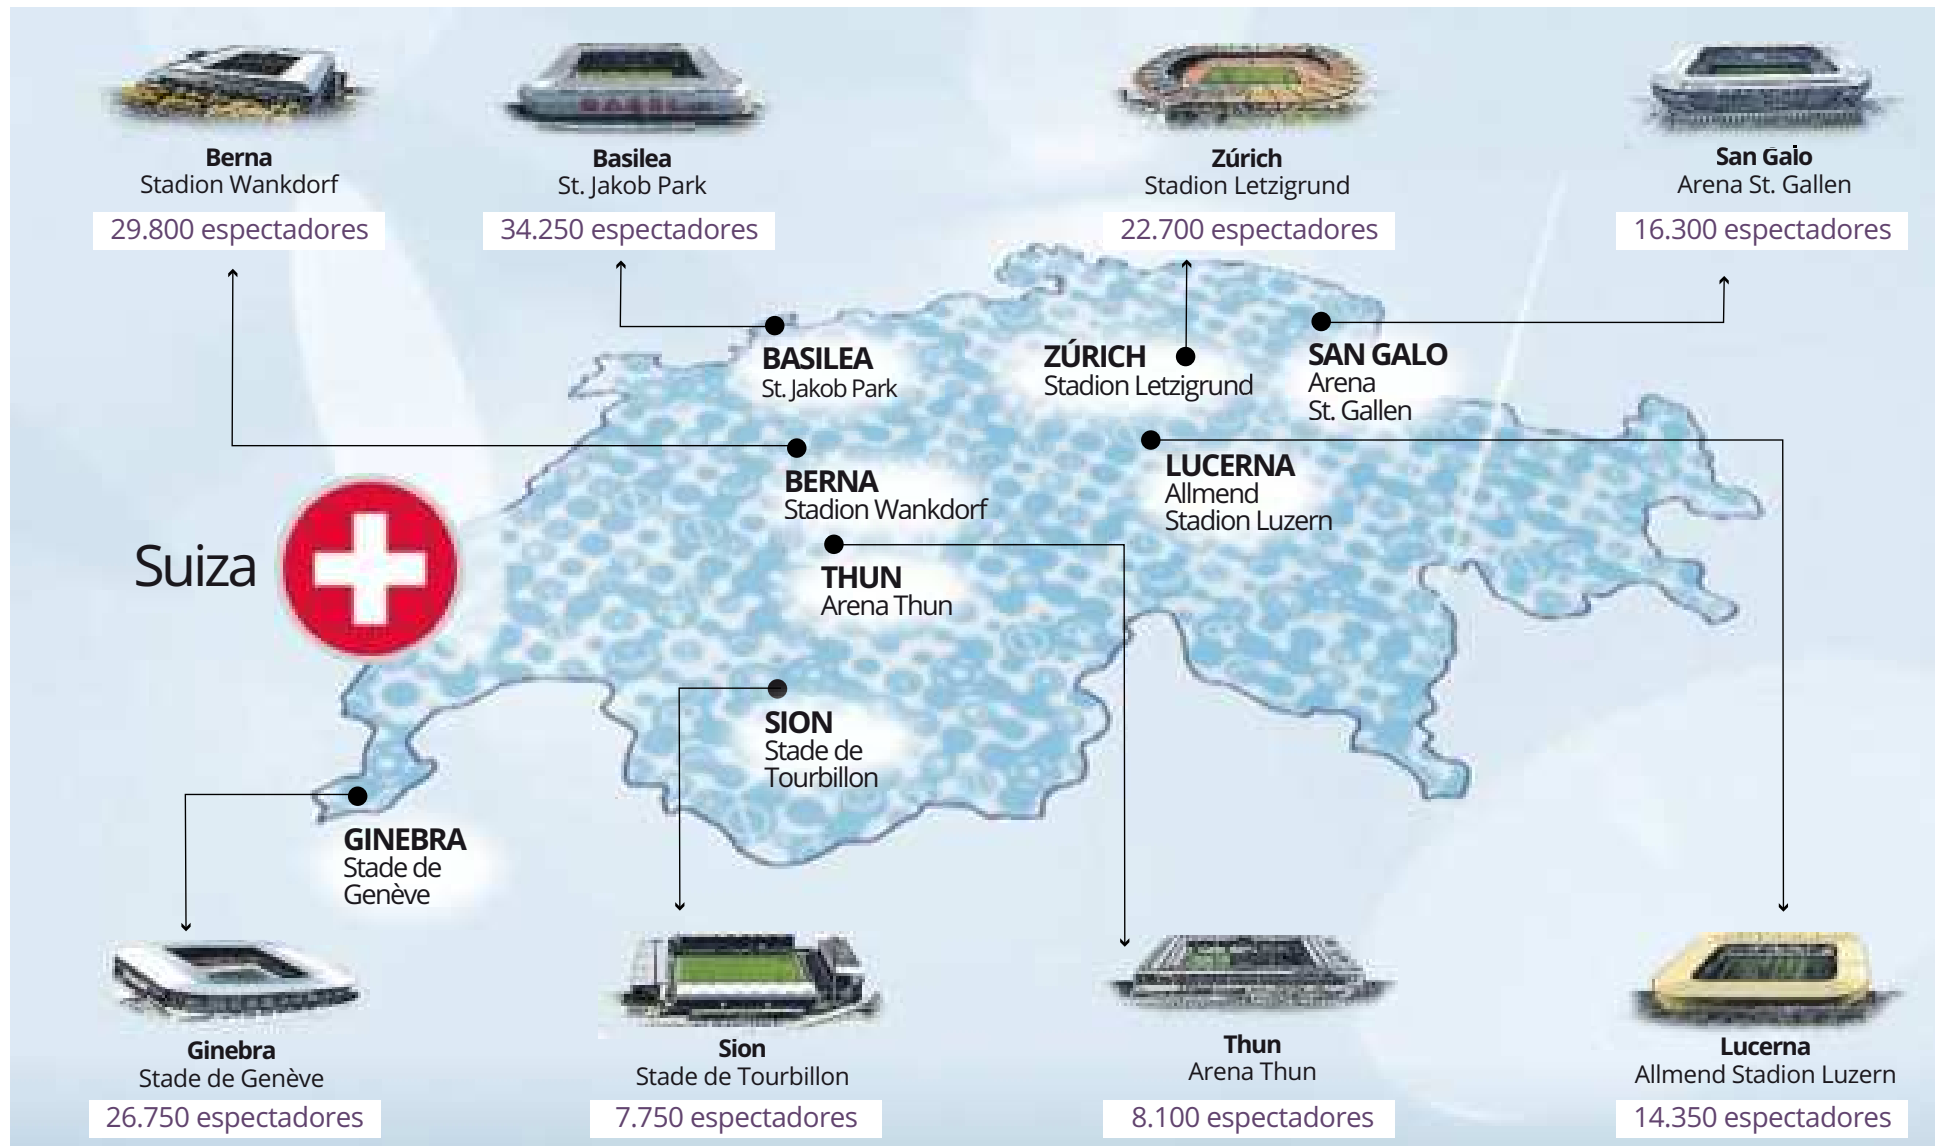 Berna
Stadion Wankdorf
29.800 espectadores
Basilea
St. Jakob Park
34.250 espectadores
Zúrich
Stadion Letzigrund
22.700 espectadores
San Galo
Arena St. Gallen
16.300 espectadores
BASEL
BASILEA
St. Jakob Park
ZÚRICH
Stadion Letzigrund
SAN GALO
Arena
St. Gallen
BERNA
Stadion Wankdorf
LUCERNA
Allmend
Stadion Luzern
Suiza
THUN
Arena Thun
SION
Stade de
Tourbillon
GINEBRA
Stade de
Genève
Ginebra
Stade de Genève
26.750 espectadores
Sion
Stade de Tourbillon
7.750 espectadores
Thun
Arena Thun
8.100 espectadores
Lucerna
Allmend Stadion Luzern
14.350 espectadores